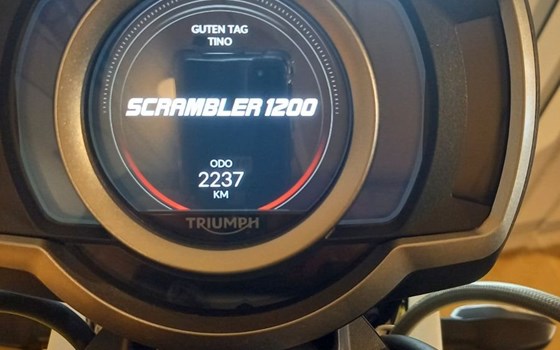 GUTEN TAG
TINO
SCRAMBLER 1200
ODO
2237
KM
TRIUMPH